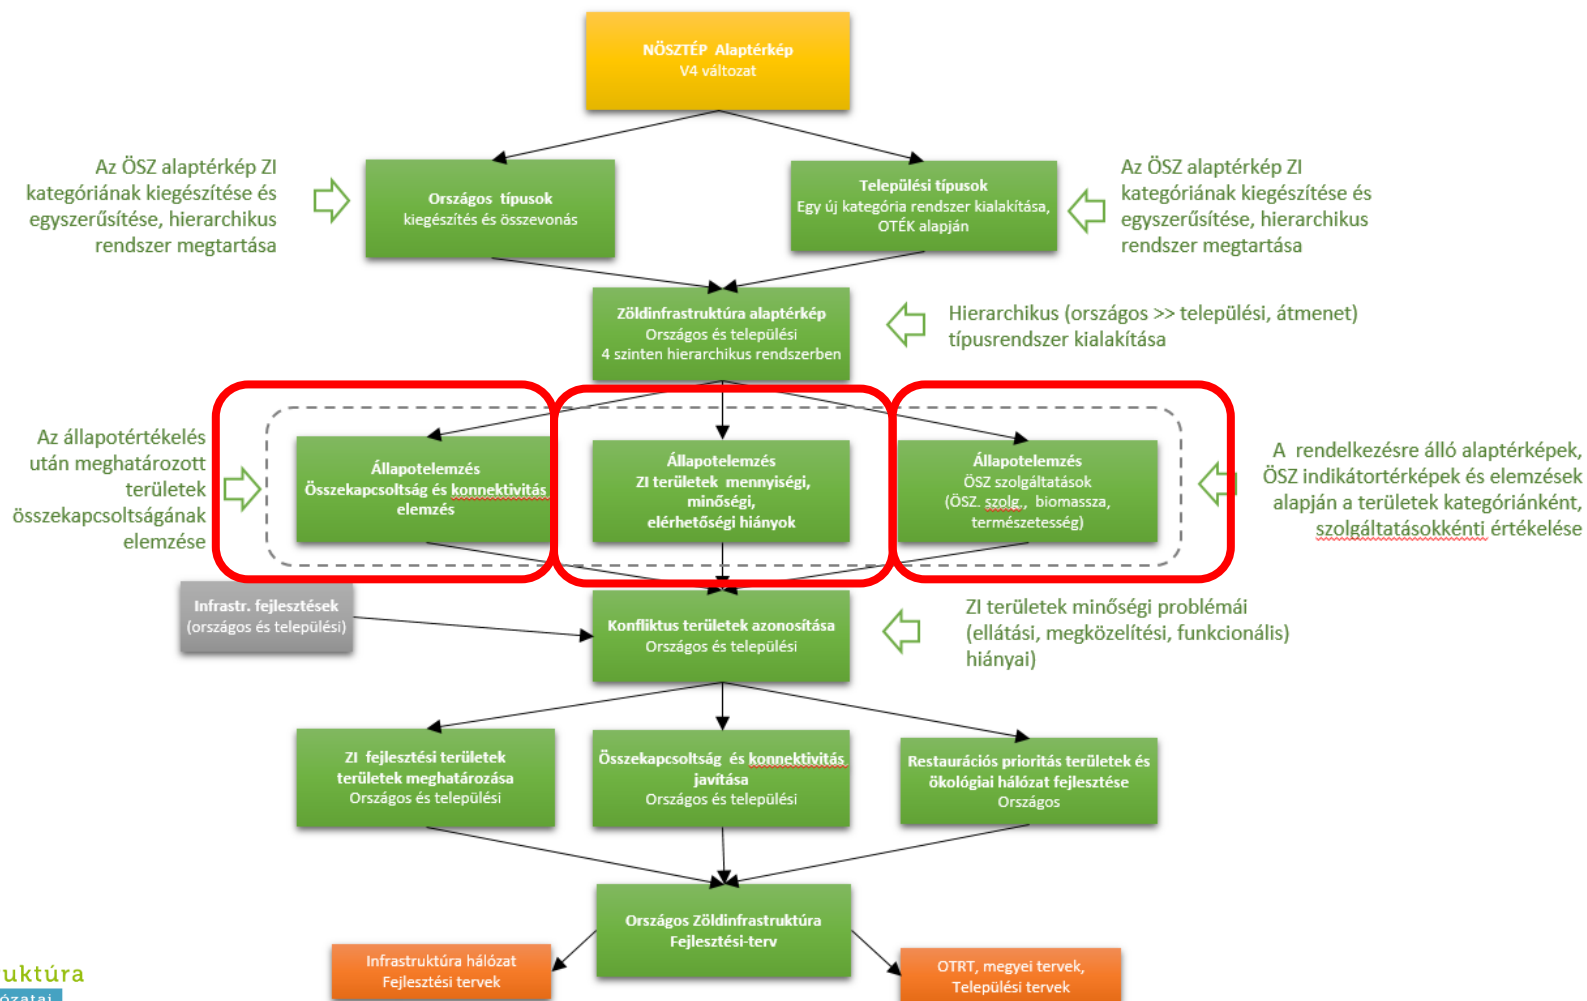 NÖSZTÉP Alaptérkép
V4 változat
Az ÖSZ alaptérkép ZI
kategóriának kiegészítése és
egyszerűsítése, hierarchikus
rendszer megtartása
Országos típusok
kiegészítés és összevonás
Települési típusok
Egy új kategória rendszer kialakítása,
OTÉK alapján
Az ÖSZ alaptérkép ZI
kategóriának kiegészítése és
egyszerűsítése, hierarchikus
rendszer megtartása
Zöldinfrastruktúra alaptérkép
Országos és települési
4 szinten hierarchikus rendszerben
Hierarchikus (országos >> települési, átmenet)
típusrendszer kialakítása
Az állapotértékelés
után meghatározott
területek
összekapcsoltságának
elemzése
Állapotelemzés
Összekapcsoltság és konnektivitás
elemzés
Állapotelemzés
ZI területek mennyiségi,
minőségi,
elérhetőségi hiányok
Állapotelemzés
ÖSZ szolgáltatások
(ÖSZ. szolg., biomassza,
természetesség)
A rendelkezésre álló alaptérképek,
ÖSZ indikátortérképek és elemzések
alapján a területek kategóriánként,
szolgáltatásokkénti értékelése
Infrastr. fejlesztések
(országos és települési)
Konfliktus területek azonosítása
Országos és települési
ZI területek minőségi problémái
(ellátási, megközelítési, funkcionális)
hiányai)
ZI fejlesztési területek
területek meghatározása
Országos és települési
Összekapcsoltság és konnektivitás
javítása
Országos és települési
Restaurációs prioritás területek és
ökológiai hálózat fejlesztése
Országos
Országos Zöldinfrastruktúra
Fejlesztési-terv
Infrastruktúra hálózat
Fejlesztési tervek
OTRT, megyei tervek,
Települési tervek
uktúra
ózatai